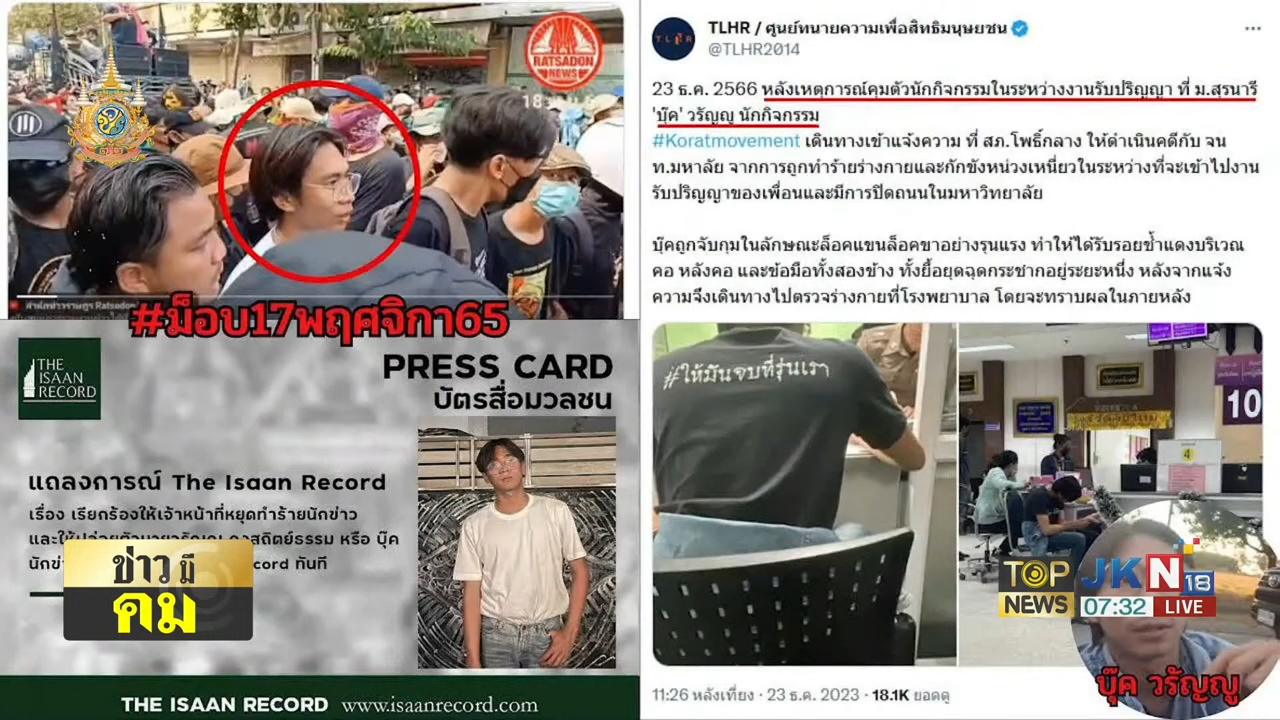 RATSADON
NEWS
สำนักข่าวราษฎร Ratsadon
#ม็อบ17พฤศจิกา65
THE
ISAAN
RECORD
PRESS CARD
บัตรสื่อมวลชน
แถลงการณ์ The Isaan Record
เรื่อง เรียกร้องให้เจ้าหน้าที่หยุดทำร้ายนักข่าว
หรือ บุ๊ค
ทันที
ข่าวมี
คม
THE ISAAN RECORD www.isaanrecord.com
TLHR
TLHR / ศูนย์ทนายความเพื่อสิทธิมนุษยชน
@TLHR2014
23 ธ.ค. 2566 หลังเหตุการณ์คุมตัวนักกิจกรรมในระหว่างงานรับปริญญา ที่ ม.สุรนารี
'บุ๊ค' วรัญญู นักกิจกรรม
#Koratmovement เดินทางเข้าแจ้งความ ที่ สภ.โพธิ์กลาง ให้ดำเนินคดีกับ จน
ท.มหาลัย จากการถูกทำร้ายร่างกายและกักขังหน่วงเหนี่ยวในระหว่างที่จะเข้าไปงาน
รับปริญญาของเพื่อนและมีการปิดถนนในมหาวิทยาลัย
บุ๊คถูกจับกุมในลักษณะล็อคแขนล็อคขาอย่างรุนแรง ทำให้ได้รับรอยช้ำแดงบริเวณ
คอ หลังคอ และข้อมือทั้งสองข้าง ทั้งยื้อยุดฉุดกระชากอยู่ระยะหนึ่ง หลังจากแจ้ง
ความจึงเดินทางไปตรวจร่างกายที่โรงพยาบาล โดยจะทราบผลในภายหลัง
#ให้มันจบที่รุ่นเรา
10
4
TOP
NEWS
JKN
18
07:32 LIVE
บุ๊ค วรัญญู
11:26 หลังเที่ยง · 23 ธ.ค. 2023 · 18.1K ยอดดู